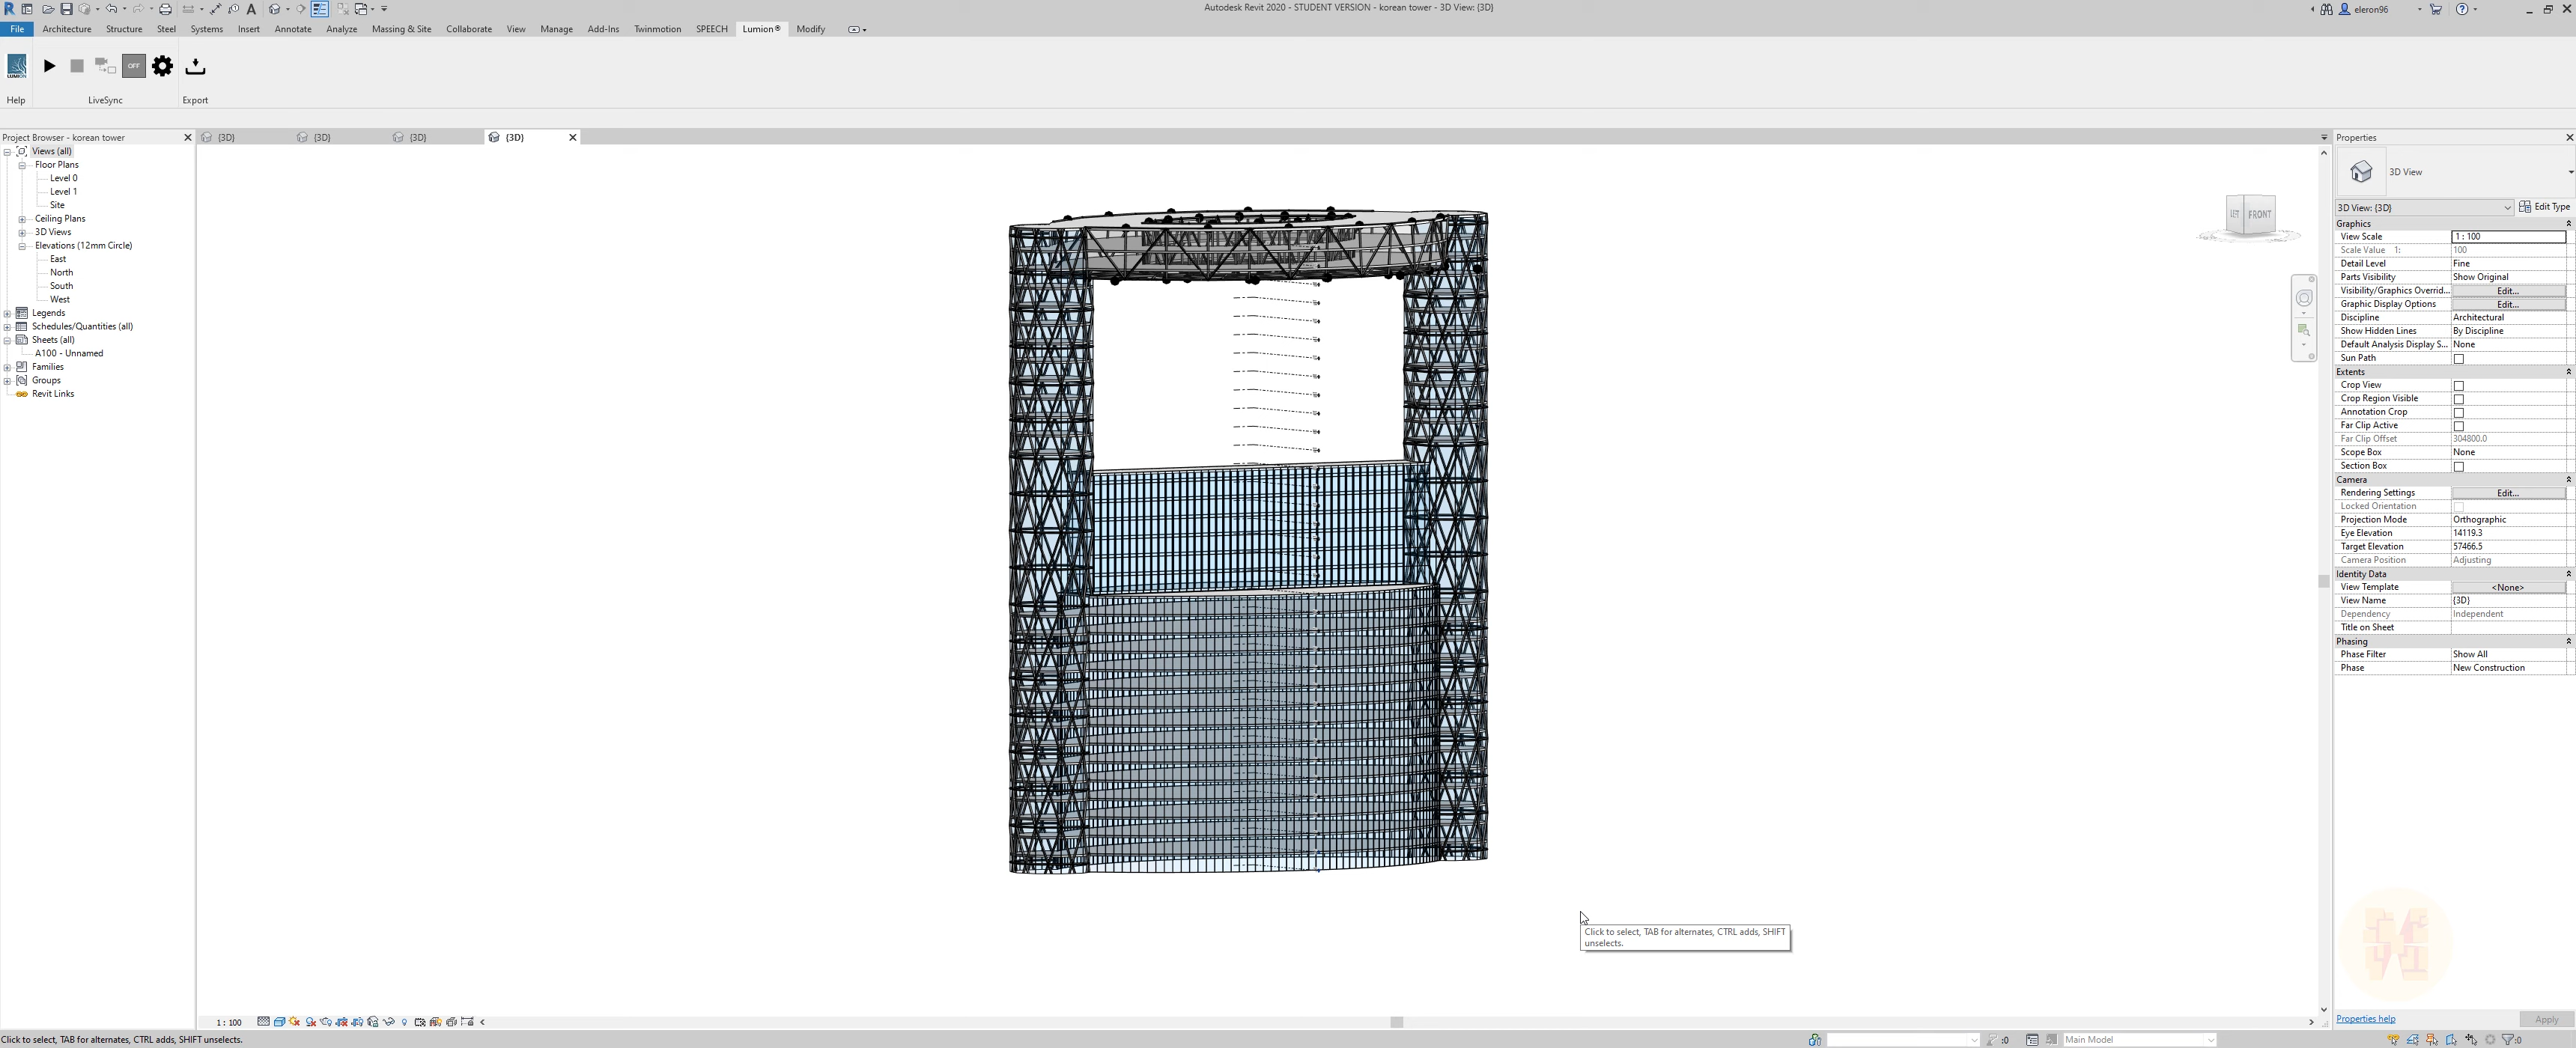 Autodesk Revit 2020 - STUDENT VERSION - korean tower - 3D View: {3D}
eleron96
File Architecture Structure Steel Systems Insert Annotate Analyze Massing & Site Collaborate View Manage Add-Ins Twinmotion SPEECH Lumion® Modify
LUMION
OFF
Help LiveSync Export
Project Browser - korean tower
{3D} {3D} {3D} {3D}
Properties
Views (all)
Floor Plans
Level 0
Level 1
Site
Ceiling Plans
3D Views
Elevations (12mm Circle)
East
North
South
West
Legends
Schedules/Quantities (all)
Sheets (all)
A100 - Unnamed
Families
Groups
Revit Links
FRONT
3D View
3D View: {3D} Edit Type
Graphics
View Scale 1 : 100
Scale Value 1: 100
Detail Level Fine
Parts Visibility Show Original
Visibility/Graphics Overrid... Edit...
Graphic Display Options Edit...
Discipline Architectural
Show Hidden Lines By Discipline
Default Analysis Display S... None
Sun Path
Extents
Crop View
Crop Region Visible
Annotation Crop
Far Clip Active
Far Clip Offset 304800.0
Scope Box None
Section Box
Camera
Rendering Settings Edit...
Locked Orientation
Projection Mode Orthographic
Eye Elevation 14119.3
Target Elevation 57466.5
Camera Position Adjusting
Identity Data
View Template <None>
View Name {3D}
Dependency Independent
Title on Sheet
Phasing
Phase Filter Show All
Phase New Construction
Click to select, TAB for alternates, CTRL adds, SHIFT
unselects.
Properties help Apply
1 : 100
Click to select, TAB for alternates, CTRL adds, SHIFT unselects.
:0 Main Model :0